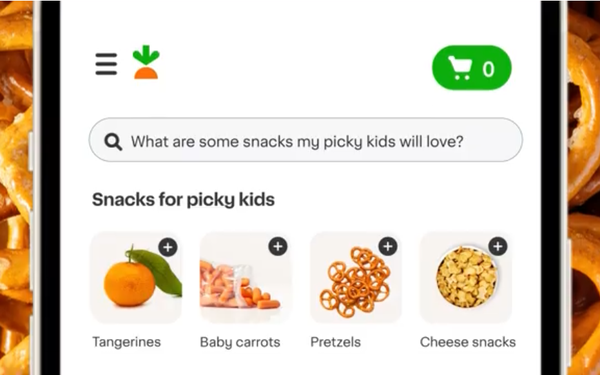 0
What are some snacks my picky kids will love?
Snacks for picky kids
Tangerines
Baby carrots
Pretzels
Cheese snacks